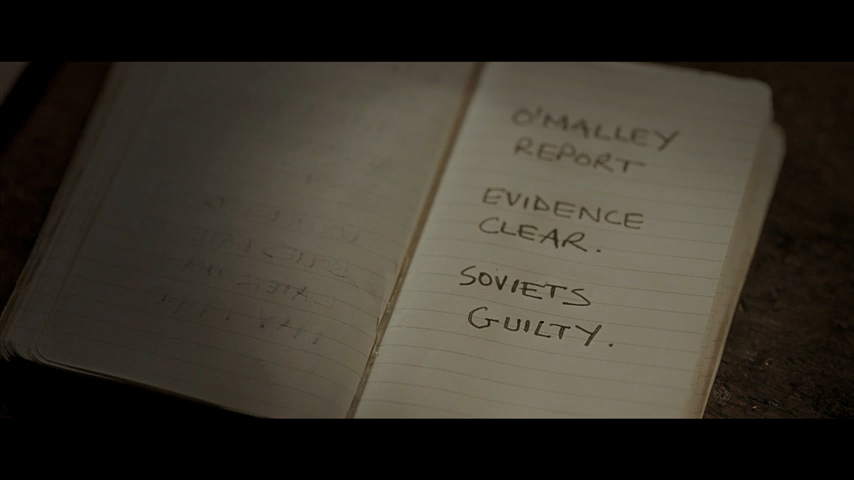 O'MALLEY
REPORT
EVIDENCE
CLEAR.
SOVIETS
GUILTY.